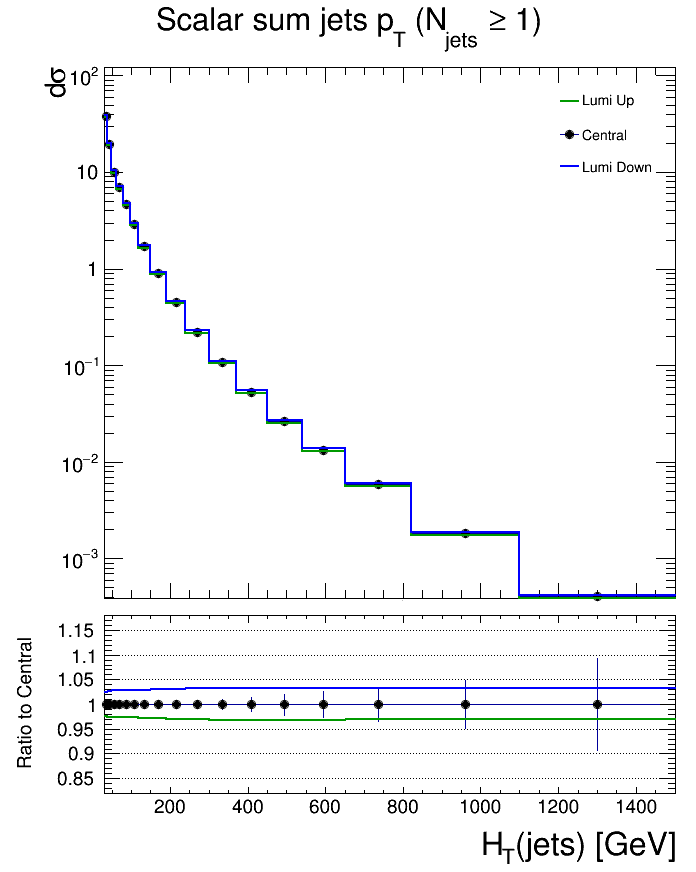 Scalar sum jets p_T (N_jets ≥ 1)
dσ
10²
10
1
10⁻¹
10⁻²
10⁻³
Lumi Up
Central
Lumi Down
Ratio to Central
1.15
1.1
1.05
1
0.95
0.9
0.85
200 400 600 800 1000 1200 1400
H_T(jets) [GeV]